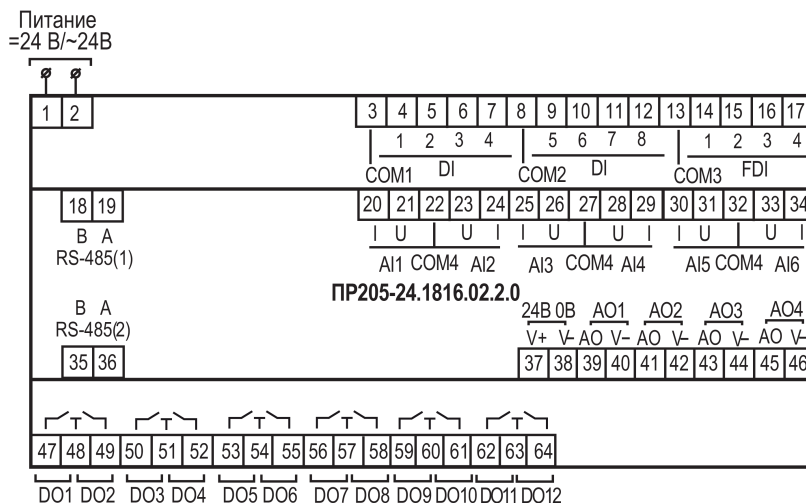 Питание
=24 В/~24В
1 2 3 4 5 6 7 8 9 10 11 12 13 14 15 16 17
1 2 3 4 5 6 7 8 1 2 3 4
COM1 DI COM2 DI COM3 FDI
18 19 20 21 22 23 24 25 26 27 28 29 30 31 32 33 34
B A I U U I I U U I I U U I
RS-485(1) AI1 COM4 AI2 AI3 COM4 AI4 AI5 COM4 AI6
ПР205-24.1816.02.2.0
B A 24В 0В AO1 AO2 AO3 AO4
RS-485(2) V+ V– AO V– AO V– AO V– AO V–
35 36 37 38 39 40 41 42 43 44 45 46
47 48 49 50 51 52 53 54 55 56 57 58 59 60 61 62 63 64
DO1 DO2 DO3 DO4 DO5 DO6 DO7 DO8 DO9 DO10 DO11 DO12